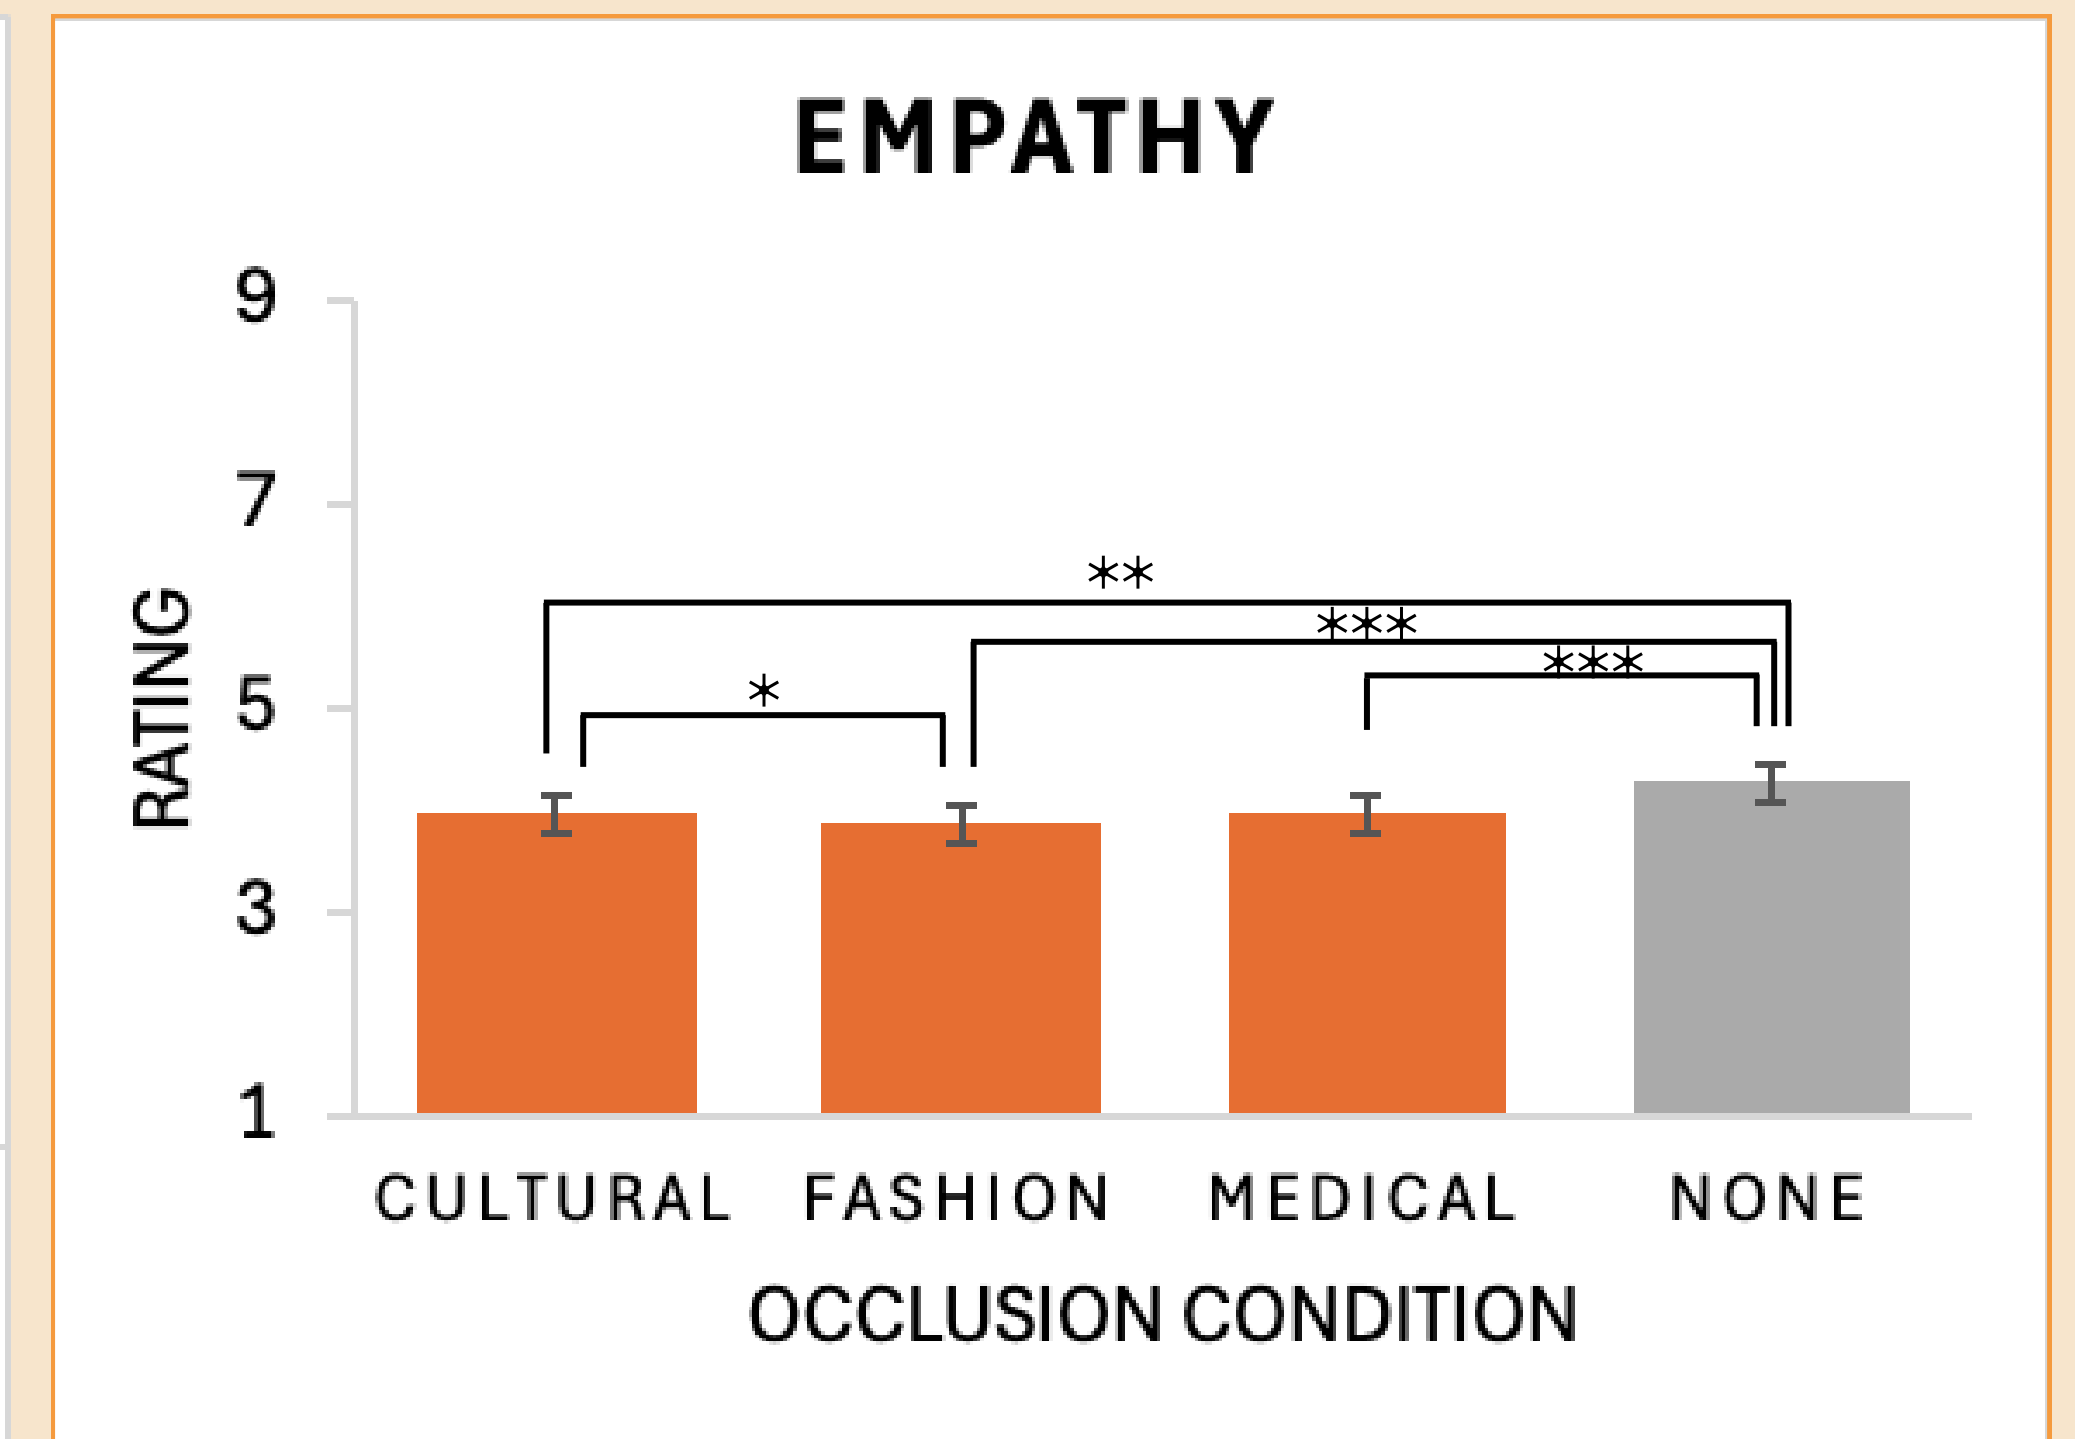 EMPATHY
9
7
5
3
1
RATING
**
***
***
*
CULTURAL FASHION MEDICAL NONE
OCCLUSION CONDITION